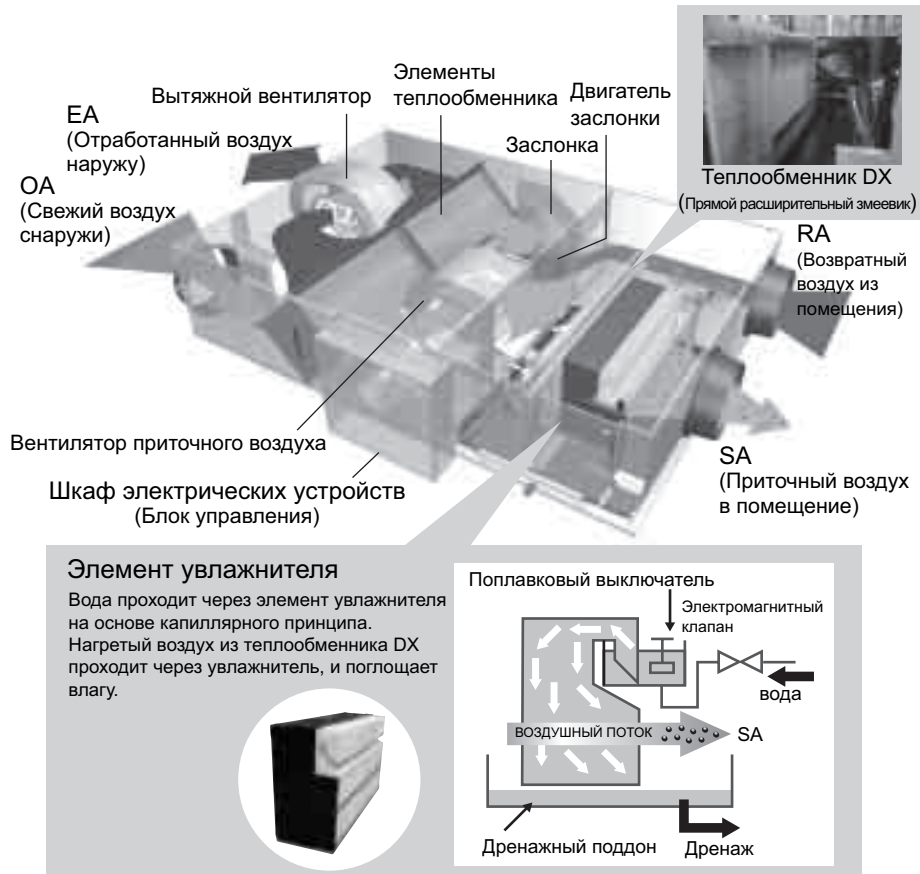 Элементы
теплообменника
Двигатель
заслонки
Вытяжной вентилятор
Заслонка
EA
(Отработанный воздух
наружу)
OA
(Свежий воздух
снаружи)
Теплообменник DX
(Прямой расширительный змеевик)
RA
(Возвратный
воздух из
помещения)
Вентилятор приточного воздуха
Шкаф электрических устройств
(Блок управления)
SA
(Приточный воздух
в помещение)
Элемент увлажнителя
Вода проходит через элемент увлажнителя
на основе капиллярного принципа.
Нагретый воздух из теплообменника DX
проходит через увлажнитель, и поглощает
влагу.
Поплавковый выключатель
Электромагнитный
клапан
вода
ВОЗДУШНЫЙ ПОТОК
SA
Дренажный поддон
Дренаж